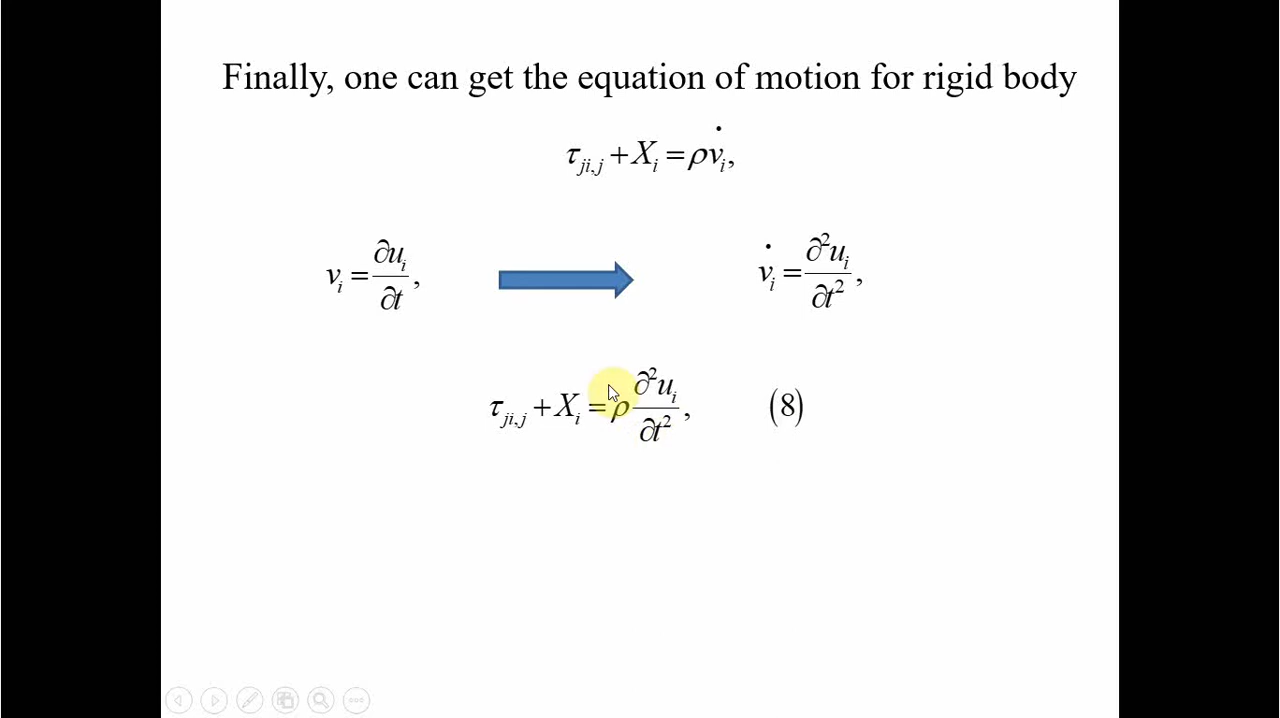 Finally, one can get the equation of motion for rigid body
τ_{ji,j} + X_i = ρv̇_i,
v_i = ∂u_i/∂t, v̇_i = ∂²u_i/∂t²,
τ_{ji,j} + X_i = ρ ∂²u_i/∂t², (8)